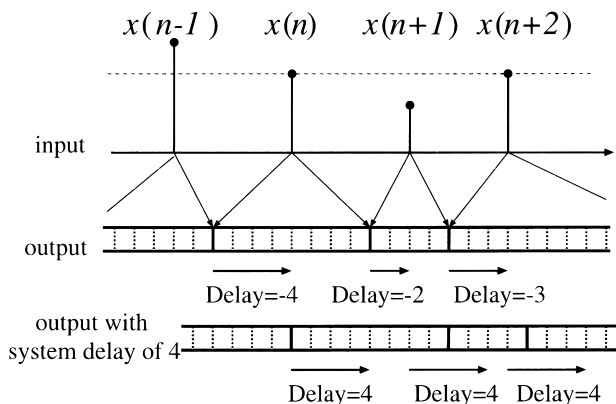 x(n-1) x(n) x(n+1) x(n+2)
input
output
Delay=-4 Delay=-2 Delay=-3
output with
system delay of 4
Delay=4 Delay=4 Delay=4